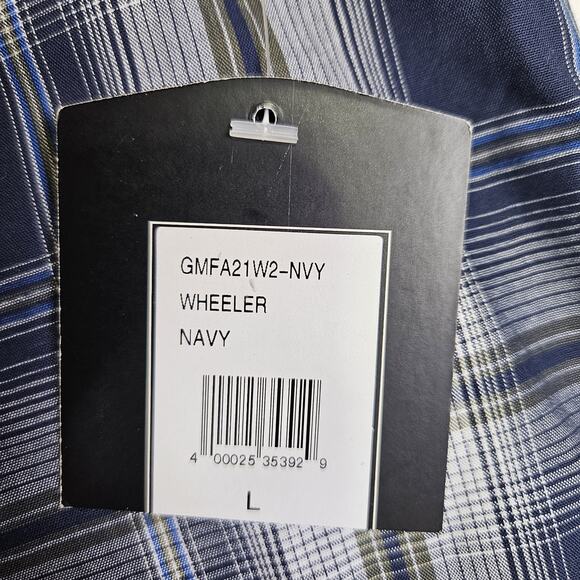 GMFA21W2-NVY
WHEELER
NAVY
4 00025 35392 9
L